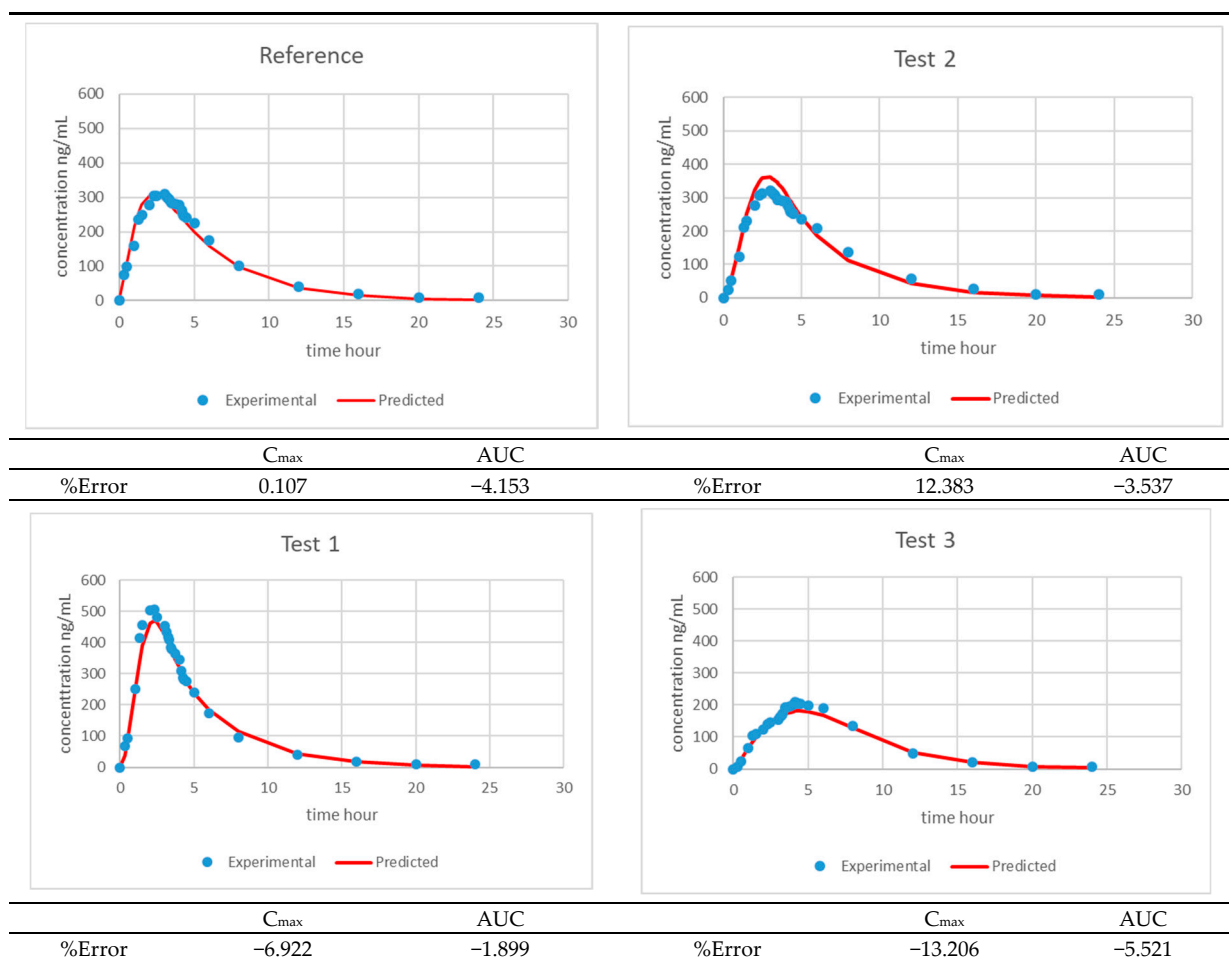 Reference
concentration ng/mL
600
500
400
300
200
100
0
0 5 10 15 20 25 30
time hour
Experimental Predicted
Test 2
concentration ng/mL
600
500
400
300
200
100
0
0 5 10 15 20 25 30
time hour
Experimental Predicted
Cmax AUC Cmax AUC
%Error 0.107 −4.153 %Error 12.383 −3.537
Test 1
concenttration ng/mL
600
500
400
300
200
100
0
0 5 10 15 20 25 30
time hour
Experimental Predicted
Test 3
concentration ng/mL
600
500
400
300
200
100
0
0 5 10 15 20 25 30
time hour
Experimental Predicted
Cmax AUC Cmax AUC
%Error −6.922 −1.899 %Error −13.206 −5.521